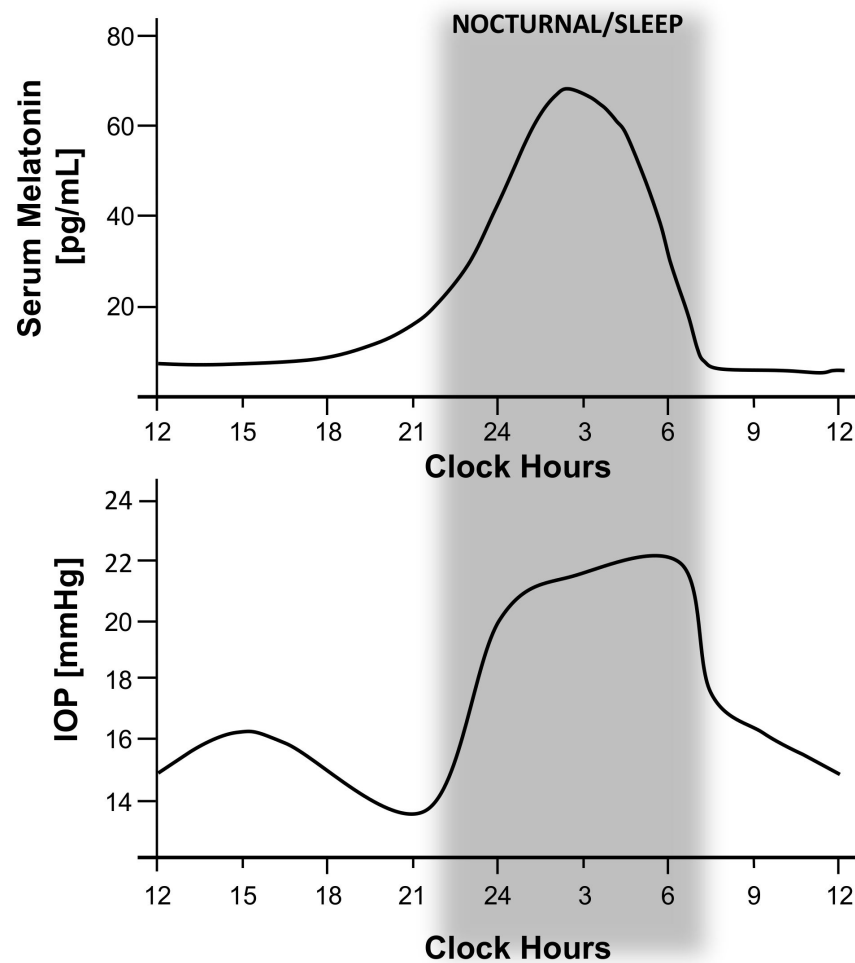 NOCTURNAL/SLEEP
Serum Melatonin
[pg/mL]
80
60
40
20
12 15 18 21 24 3 6 9 12
Clock Hours
IOP [mmHg]
24
22
20
18
16
14
12 15 18 21 24 3 6 9 12
Clock Hours